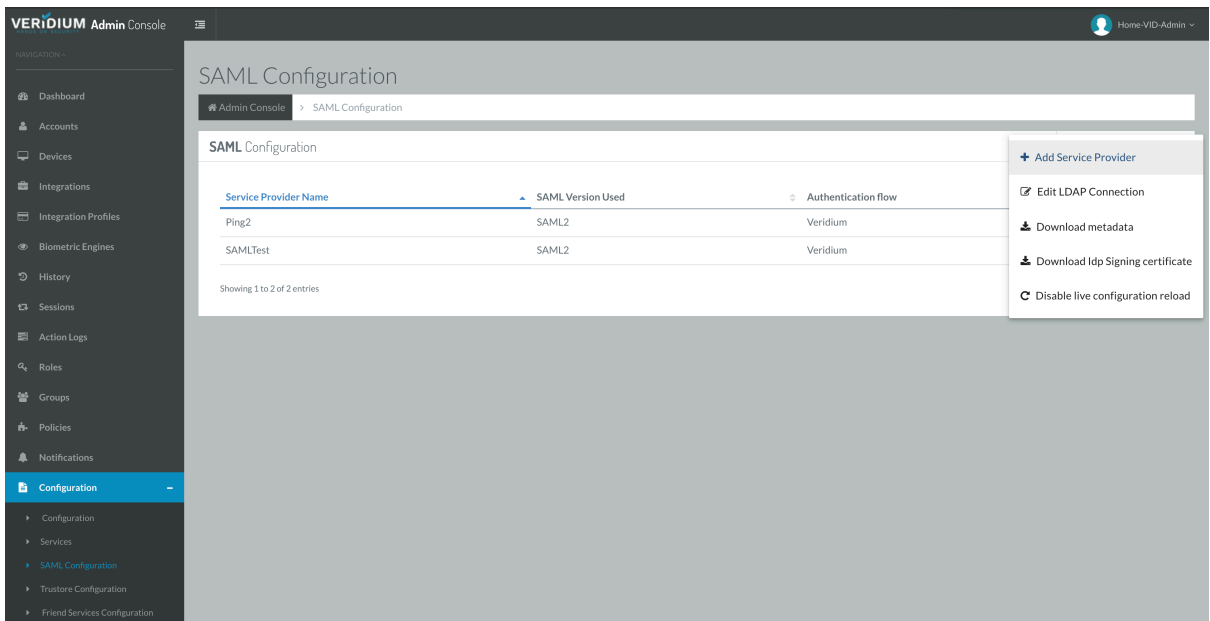 VERIDIUM Admin Console
HANDS ON SECURITY
Home-VID-Admin
NAVIGATION
Dashboard
Accounts
Devices
Integrations
Integration Profiles
Biometric Engines
History
Sessions
Action Logs
Roles
Groups
Policies
Notifications
Configuration
Configuration
Services
SAML Configuration
Trustore Configuration
Friend Services Configuration
SAML Configuration
Admin Console > SAML Configuration
SAML Configuration
Service Provider Name SAML Version Used Authentication flow
Ping2 SAML2 Veridium
SAMLTest SAML2 Veridium
Showing 1 to 2 of 2 entries
Add Service Provider
Edit LDAP Connection
Download metadata
Download Idp Signing certificate
Disable live configuration reload